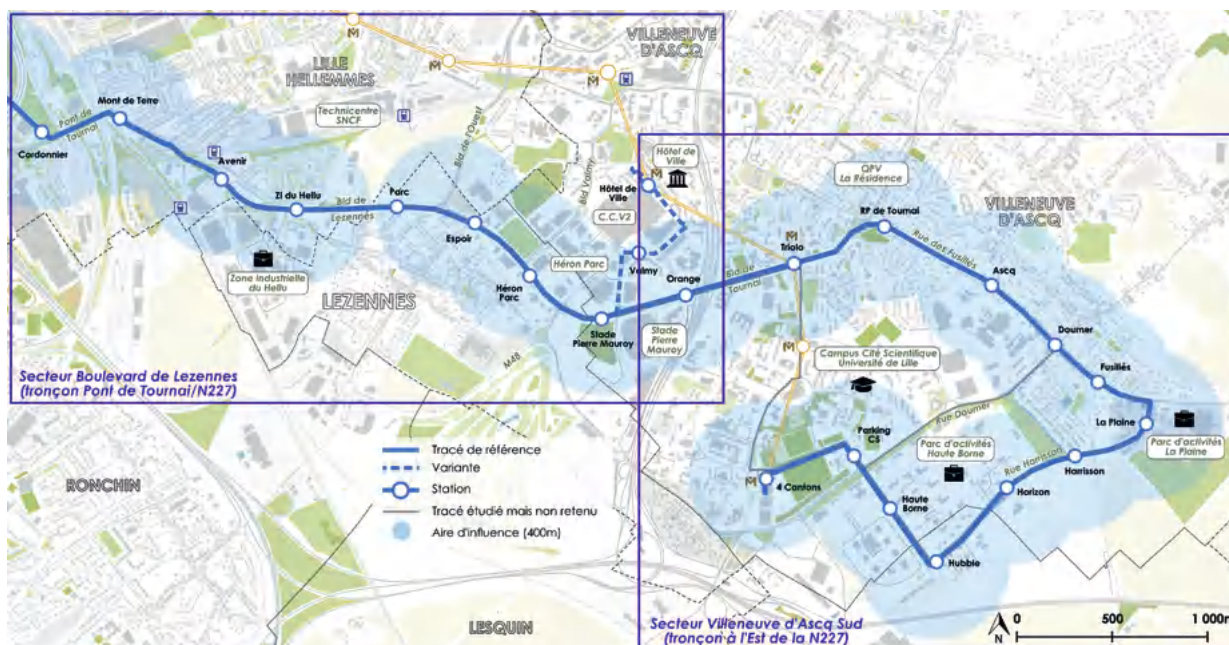 VILLENEUVE
D'ASCQ
LILLE
HELLEMMES
Technicentre
SNCF
Bld de l'Ouest
Bld Valmy
Mont de Terre
Pont de
Tournai
Cordonnier
Avenir
ZI du Hellu
Bld de
Lezennes
Parc
Espoir
Héron Parc
Héron
Parc
Zone Industrielle
du Hellu
LEZENNES
Hôtel de
Ville
Hôtel de
Ville
C.C.V2
Valmy
Orange
Stade
Pierre Mauroy
Stade
Pierre
Mauroy
M48
Secteur Boulevard de Lezennes
(tronçon Pont de Tournai/N227)
QPV
La Résidence
VILLENEUVE
D'ASCQ
RP de Tournai
Rue des Fusillés
Triolo
Bld de
Tournai
Ascq
Doumer
Fusillés
La Plaine
Parc d'activités
La Plaine
Campus Cité Scientifique
Université de Lille
Rue Doumer
Parking
CS
Parc d'activités
Haute Borne
Rue Harrisson
Harrisson
Horizon
4 Cantons
Haute
Borne
Hubble
RONCHIN
LESQUIN
Tracé de référence
Variante
Station
Tracé étudié mais non retenu
Aire d'influence (400m)
Secteur Villeneuve d'Ascq Sud
(tronçon à l'Est de la N227)
N
0 500 1 000m
M
M
M
M
M
M
M